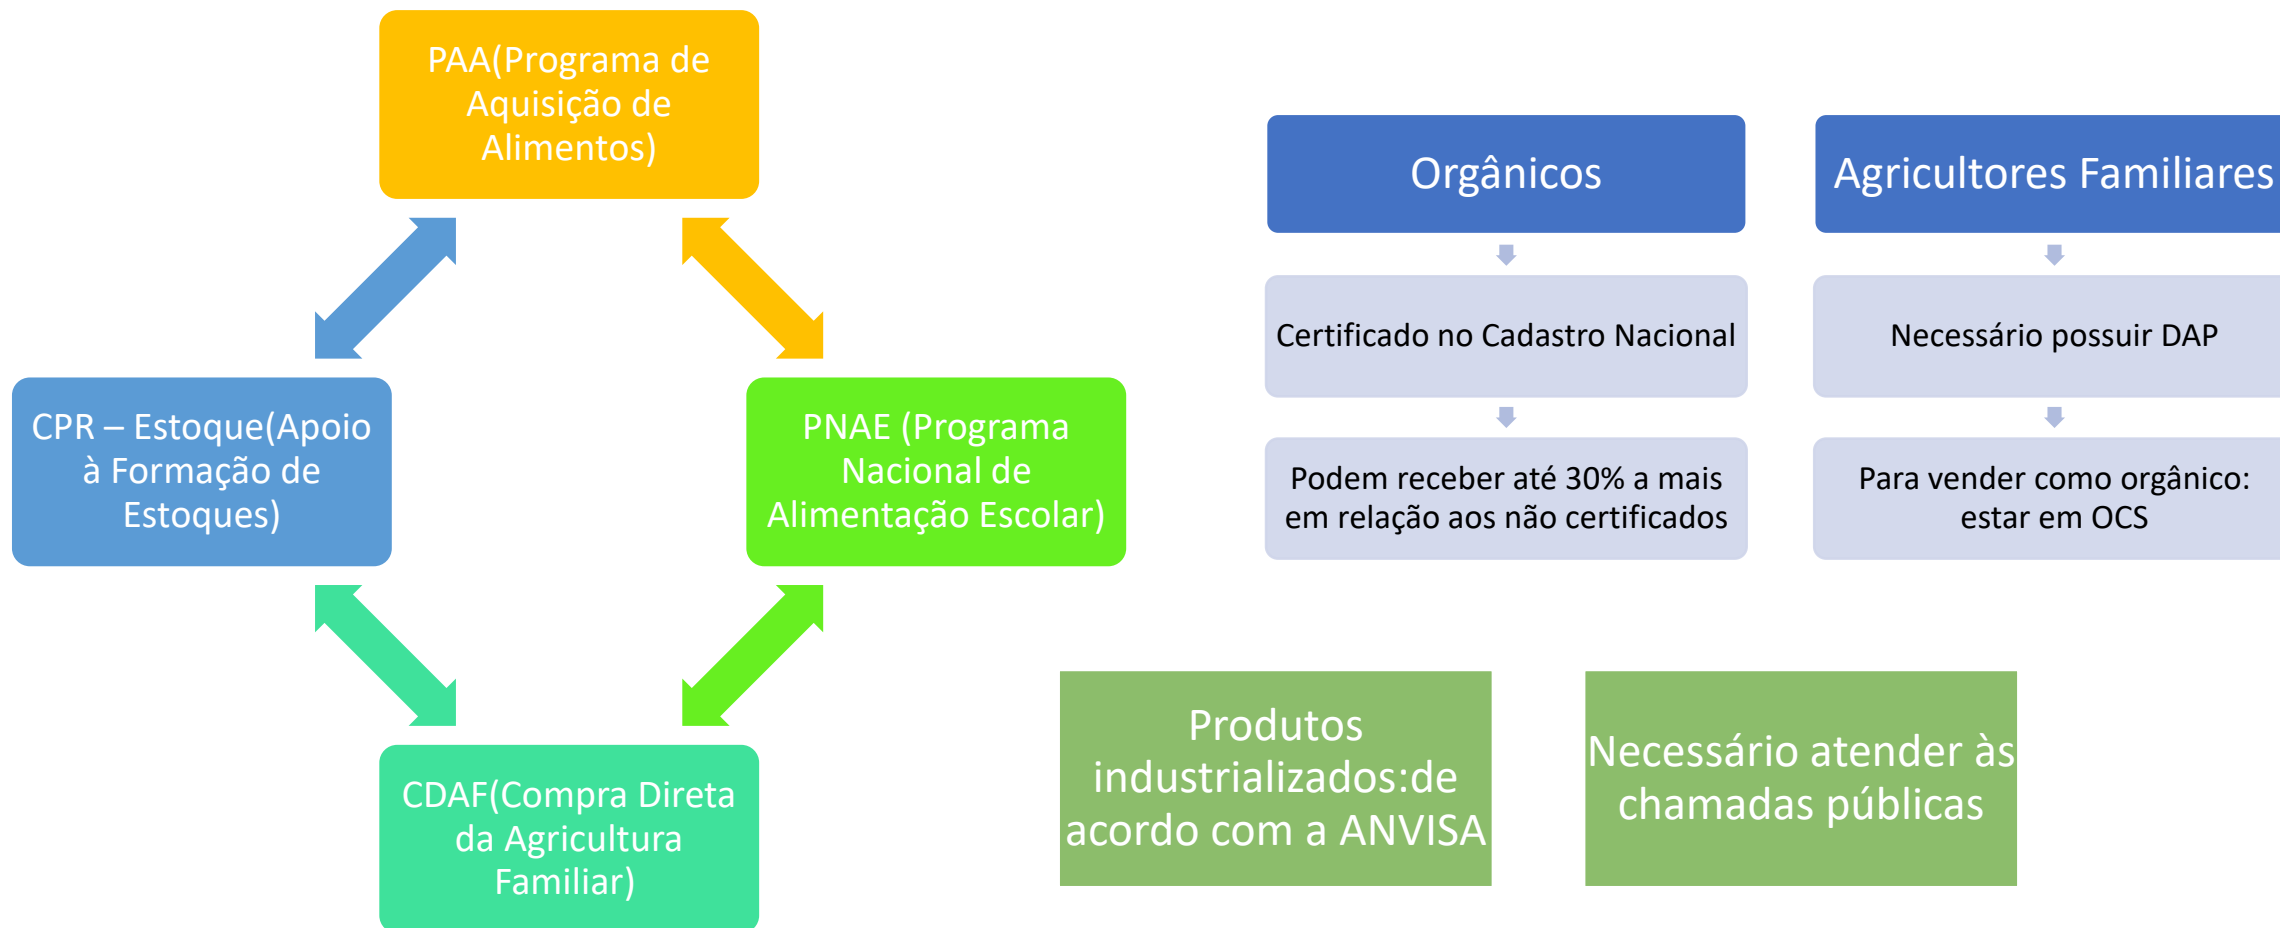 PAA(Programa de
Aquisição de
Alimentos)
CPR – Estoque(Apoio
à Formação de
Estoques)
PNAE (Programa
Nacional de
Alimentação Escolar)
CDAF(Compra Direta
da Agricultura
Familiar)
Orgânicos
Certificado no Cadastro Nacional
Podem receber até 30% a mais
em relação aos não certificados
Agricultores Familiares
Necessário possuir DAP
Para vender como orgânico:
estar em OCS
Produtos
industrializados:de
acordo com a ANVISA
Necessário atender às
chamadas públicas